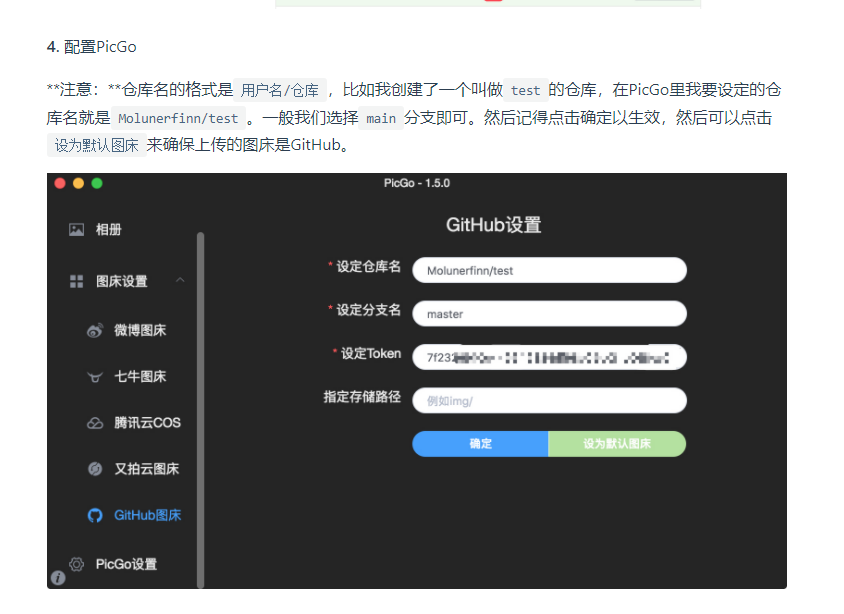 4. 配置PicGo
**注意：**仓库名的格式是 用户名/仓库 ，比如我创建了一个叫做 test 的仓库，在PicGo里我要设定的仓
库名就是 Molunerfinn/test 。一般我们选择 main 分支即可。然后记得点击确定以生效，然后可以点击
设为默认图床 来确保上传的图床是GitHub。
PicGo - 1.5.0
相册
图床设置
微博图床
七牛图床
腾讯云COS
又拍云图床
GitHub图床
PicGo设置
GitHub设置
* 设定仓库名 Molunerfinn/test
* 设定分支名 master
* 设定Token 7f232
指定存储路径 例如img/
确定 设为默认图床